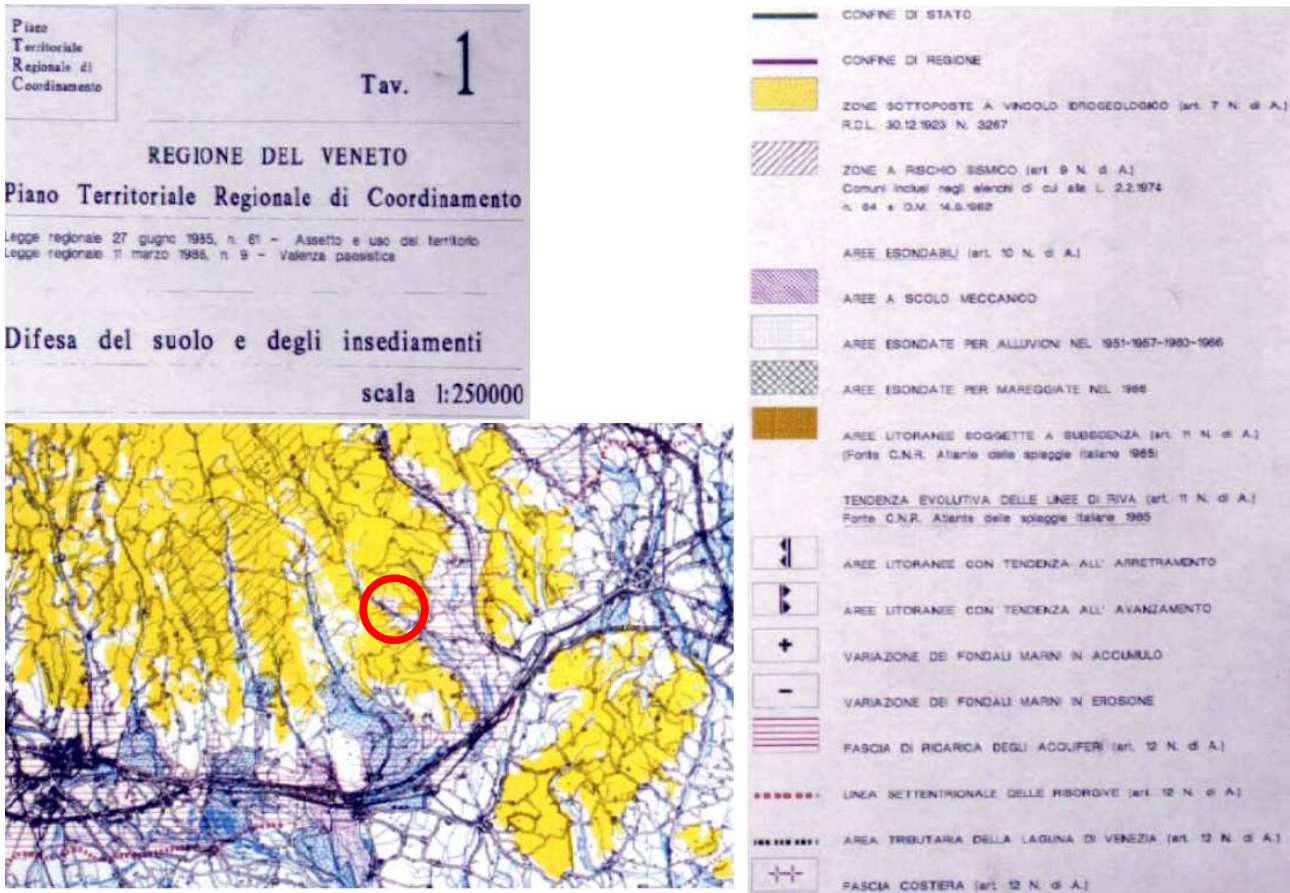 Piano
Territoriale
Regionale di
Coordinamento
Tav. 1
REGIONE DEL VENETO
Piano Territoriale Regionale di Coordinamento
Legge regionale 27 giugno 1985, n. 61 - Assetto e uso del territorio
Legge regionale 11 marzo 1986, n 9 - Valenza paesistica
Difesa del suolo e degli insediamenti
scala 1:250000
CONFINE DI STATO
CONFINE DI REGIONE
ZONE SOTTOPOSTE A VINCOLO IDROGEOLOGICO (art. 7 N. di A.)
R.D.L. 30.12.1923 N. 3267
ZONE A RISCHIO SISMICO (art. 9 N. di A.)
Comuni inclusi negli elenchi di cui alla L. 2.2.1974
n. 64 e D.M. 14.5.1982
AREE ESONDABILI (art. 10 N. di A.)
AREE A SCOLO MECCANICO
AREE ESONDATE PER ALLUVIONI NEL 1951-1957-1960-1966
AREE ESONDATE PER MAREGGIATE NEL 1966
AREE LITORANEE SOGGETTE A SUBSIDENZA (art. 11 N. di A.)
(Fonte C.N.R. Atlante delle spiaggie italiane 1985)
TENDENZA EVOLUTIVA DELLE LINEE DI RIVA (art. 11 N. di A.)
Fonte C.N.R. Atlante delle spiaggie italiane 1985
AREE LITORANEE CON TENDENZA ALL' ARRETRAMENTO
AREE LITORANEE CON TENDENZA ALL' AVANZAMENTO
+ VARIAZIONE DEI FONDALI MARINI IN ACCUMULO
- VARIAZIONE DEI FONDALI MARINI IN EROSIONE
FASCIA DI RICARICA DEGLI ACQUIFERI (art. 12 N. di A.)
LINEA SETTENTRIONALE DELLE RISORGIVE (art. 12 N. di A.)
AREA TRIBUTARIA DELLA LAGUNA DI VENEZIA (art. 12 N. di A.)
FASCIA COSTIERA (art. 12 N. di A.)